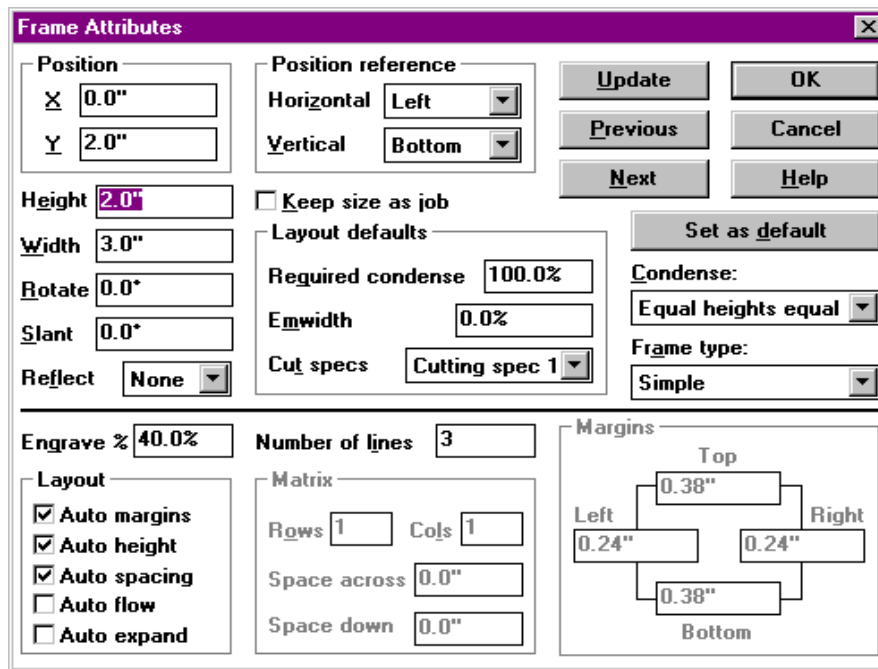 Frame Attributes
Position
X 0.0"
Y 2.0"
Position reference
Horizontal Left
Vertical Bottom
Update OK
Previous Cancel
Next Help
Height 2.0"
Width 3.0"
Rotate 0.0°
Slant 0.0°
Reflect None
Keep size as job
Layout defaults
Required condense 100.0%
Emwidth 0.0%
Cut specs Cutting spec 1
Set as default
Condense:
Equal heights equal
Frame type:
Simple
Engrave % 40.0%
Number of lines 3
Layout
Auto margins
Auto height
Auto spacing
Auto flow
Auto expand
Matrix
Rows 1 Cols 1
Space across 0.0"
Space down 0.0"
Margins
Top
0.38"
Left Right
0.24" 0.24"
0.38"
Bottom